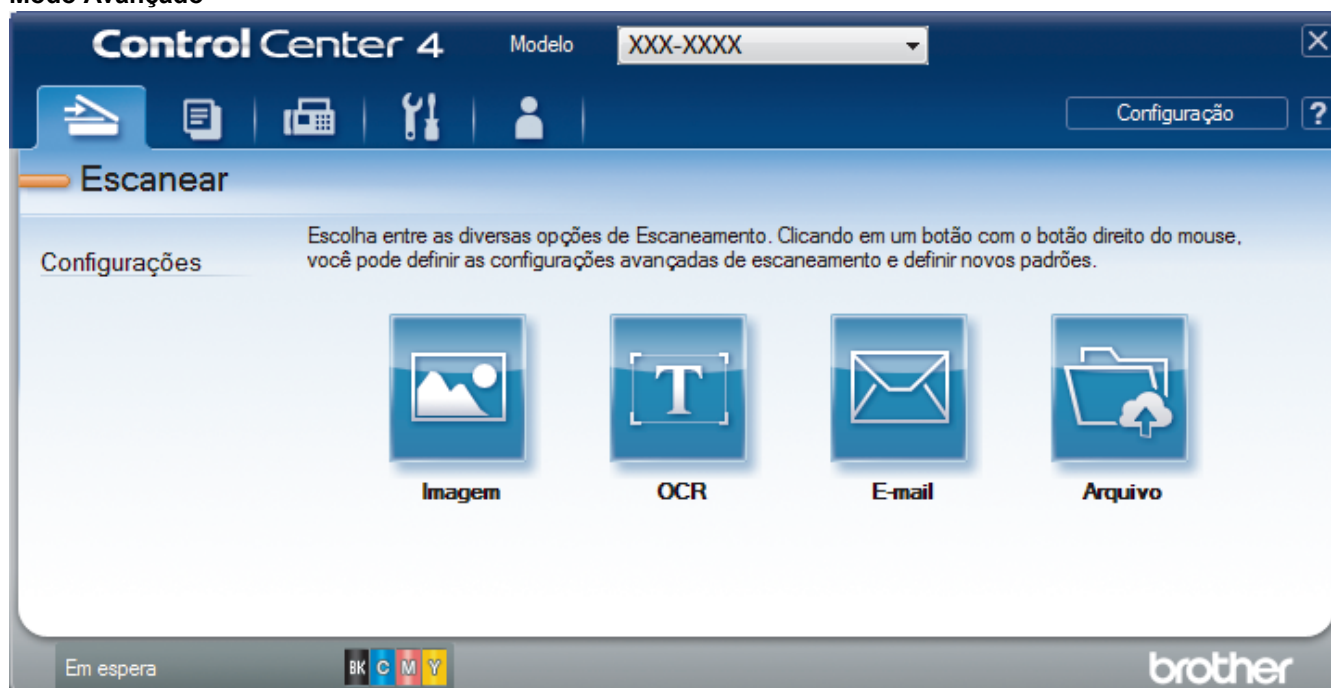 Modo Avançado
Control Center 4
Modelo
XXX-XXXX
Configuração
?
Escanear
Configurações
Escolha entre as diversas opções de Escaneamento. Clicando em um botão com o botão direito do mouse,
você pode definir as configurações avançadas de escaneamento e definir novos padrões.
T
Imagem
OCR
E-mail
Arquivo
Em espera
BK C M Y
brother